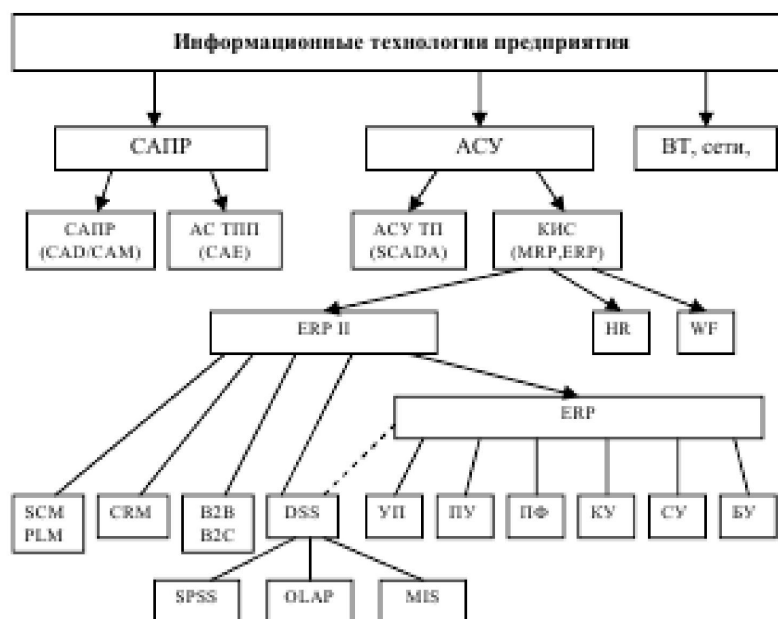 Информационные технологии предприятия
САПР
АСУ
ВТ, сети,
САПР
(CAD/CAM)
АС ТПП
(CAE)
АСУ ТП
(SCADA)
КИС
(MRP,ERP)
ERP II
HR
WF
ERP
SCM
PLM
CRM
B2B
B2C
DSS
УП
ПУ
ПФ
КУ
СУ
БУ
SPSS
OLAP
MIS